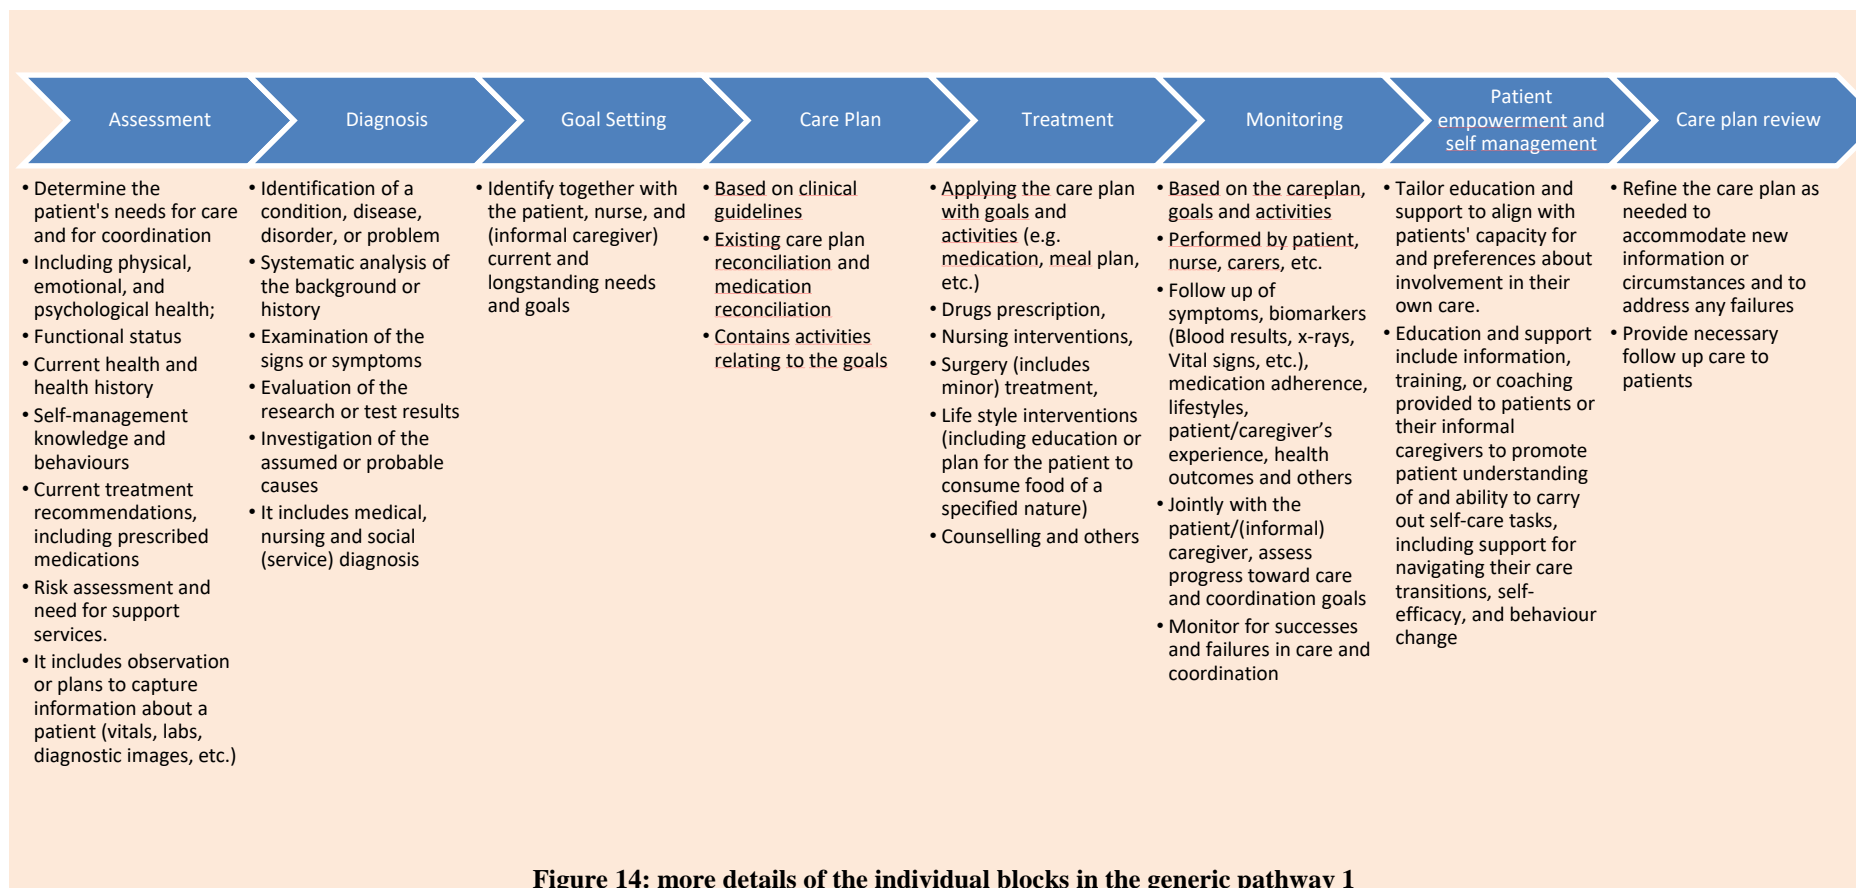 Assessment
Diagnosis
Goal Setting
Care Plan
Treatment
Monitoring
Patient
empowerment and
self management
Care plan review
• Determine the
patient's needs for care
and for coordination
• Including physical,
emotional, and
psychological health;
• Functional status
• Current health and
health history
• Self-management
knowledge and
behaviours
• Current treatment
recommendations,
including prescribed
medications
• Risk assessment and
need for support
services.
• It includes observation
or plans to capture
information about a
patient (vitals, labs,
diagnostic images, etc.)
• Identification of a
condition, disease,
disorder, or problem
• Systematic analysis of
the background or
history
• Examination of the
signs or symptoms
• Evaluation of the
research or test results
• Investigation of the
assumed or probable
causes
• It includes medical,
nursing and social
(service) diagnosis
• Identify together with
the patient, nurse, and
(informal caregiver)
current and
longstanding needs
and goals
• Based on clinical
guidelines
• Existing care plan
reconciliation and
medication
reconciliation
• Contains activities
relating to the goals
• Applying the care plan
with goals and
activities (e.g.
medication, meal plan,
etc.)
• Drugs prescription,
• Nursing interventions,
• Surgery (includes
minor) treatment,
• Life style interventions
(including education or
plan for the patient to
consume food of a
specified nature)
• Counselling and others
• Based on the careplan,
goals and activities
• Performed by patient,
nurse, carers, etc.
• Follow up of
symptoms, biomarkers
(Blood results, x-rays,
Vital signs, etc.),
medication adherence,
lifestyles,
patient/caregiver’s
experience, health
outcomes and others
• Jointly with the
patient/(informal)
caregiver, assess
progress toward care
and coordination goals
• Monitor for successes
and failures in care and
coordination
• Tailor education and
support to align with
patients' capacity for
and preferences about
involvement in their
own care.
• Education and support
include information,
training, or coaching
provided to patients or
their informal
caregivers to promote
patient understanding
of and ability to carry
out self-care tasks,
including support for
navigating their care
transitions, self-
efficacy, and behaviour
change
• Refine the care plan as
needed to
accommodate new
information or
circumstances and to
address any failures
• Provide necessary
follow up care to
patients
Figure 14: more details of the individual blocks in the generic pathway 1